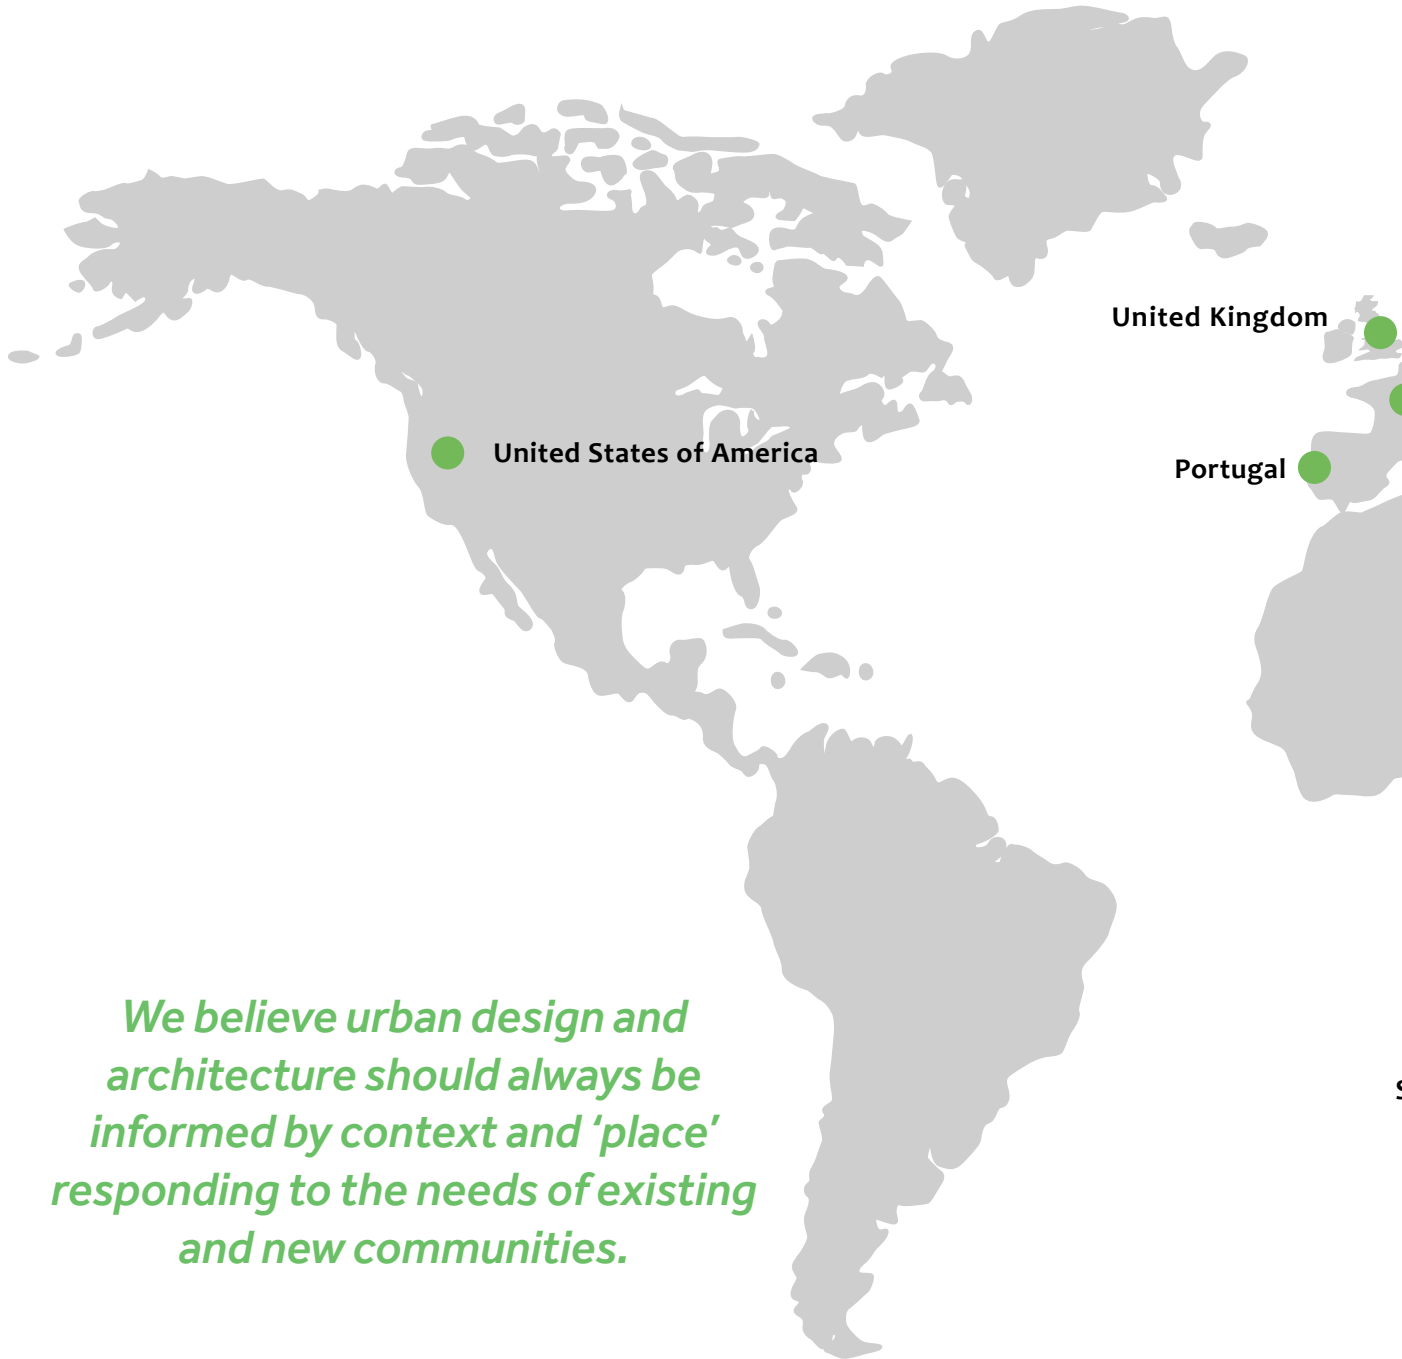 United Kingdom
United States of America
Portugal
We believe urban design and
architecture should always be
informed by context and ‘place’
responding to the needs of existing
and new communities.